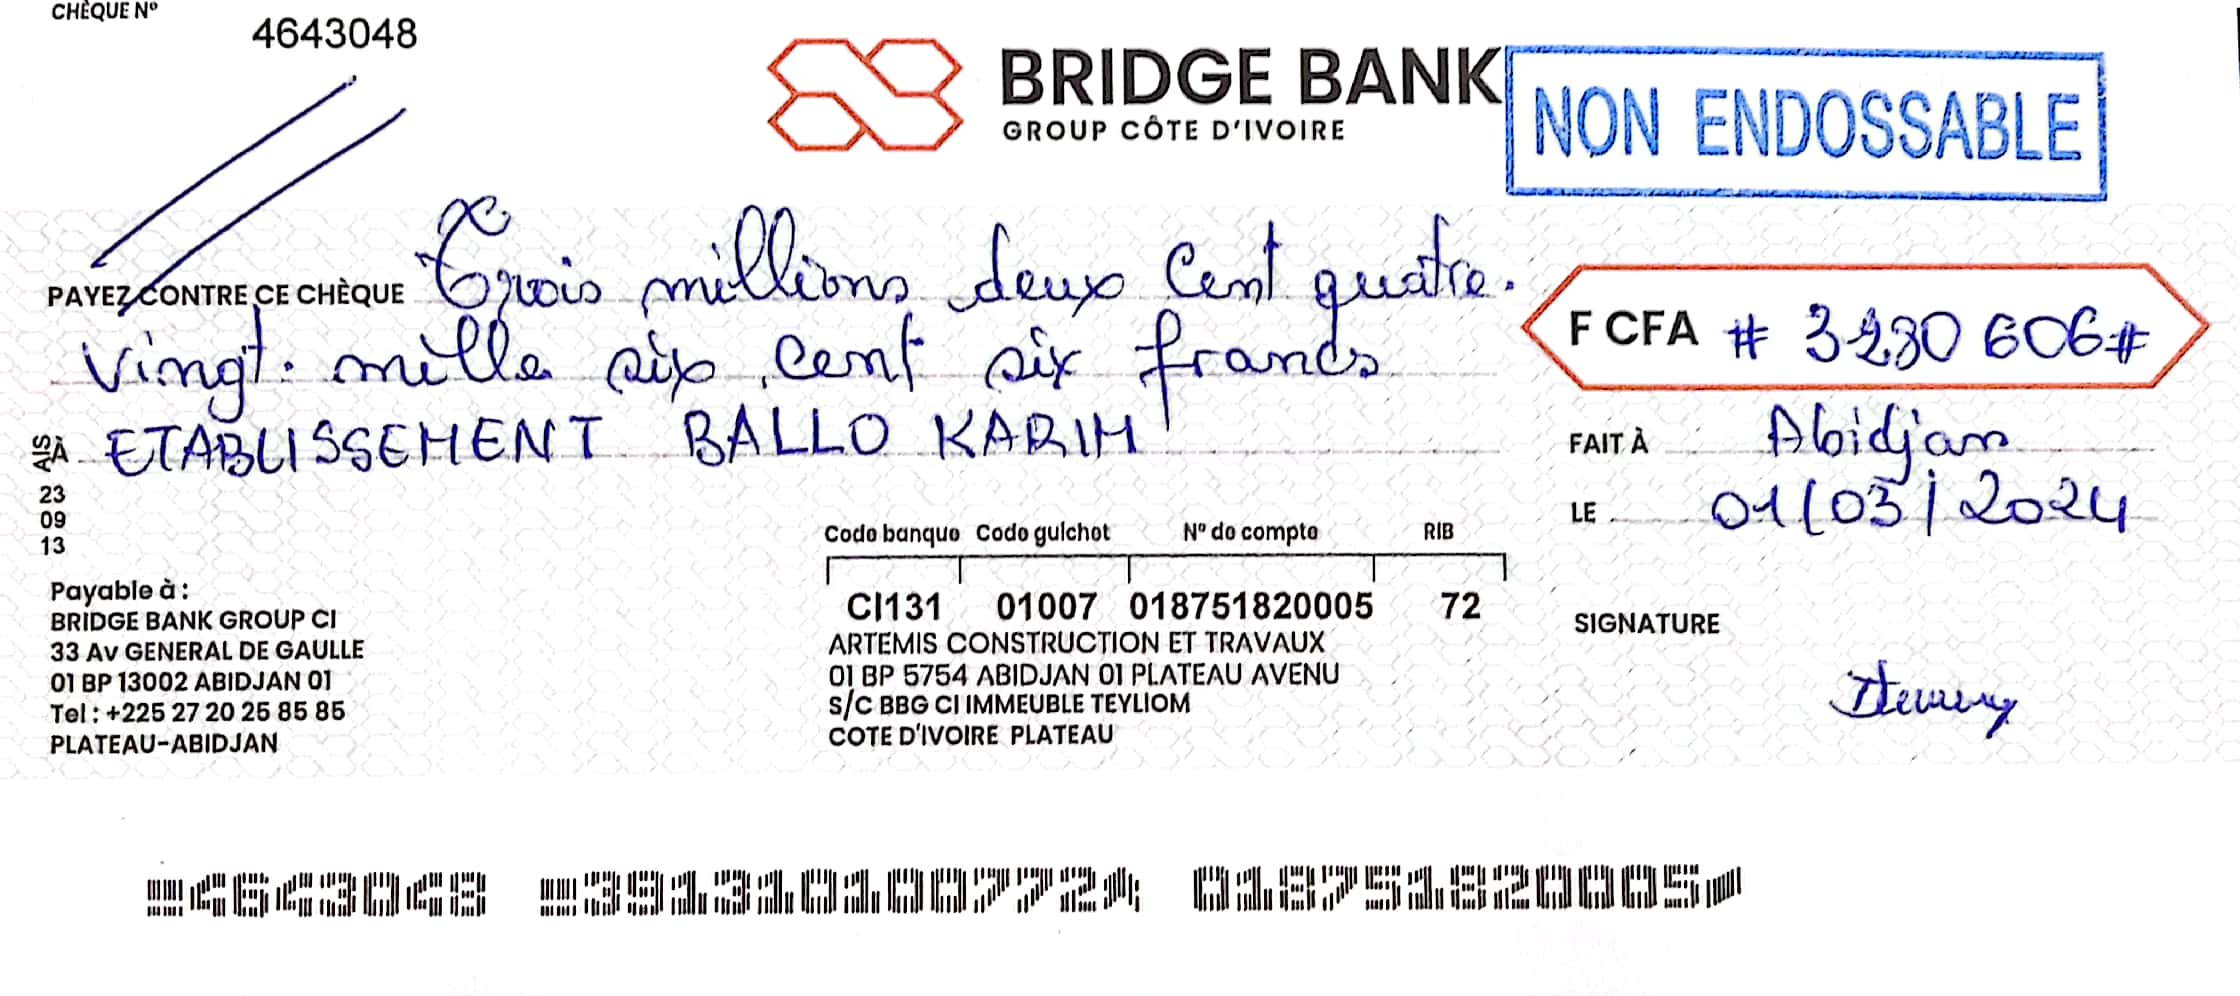 CHÈQUE Nº
4643048
BRIDGE BANK
GROUP CÔTE D'IVOIRE
NON ENDOSSABLE
PAYEZ CONTRE CE CHÈQUE Trois millions deux Cent quatre.
vingt. mille six cent six francs
F CFA # 3280 606#
À ETABLISSEMENT BALLO KARIM
FAIT À Abidjan
LE 01/03/2024
AIS
23
09
13
Code banque Code guichet Nº de compte RIB
CI131 01007 018751820005 72
ARTEMIS CONSTRUCTION ET TRAVAUX
01 BP 5754 ABIDJAN 01 PLATEAU AVENU
S/C BBG CI IMMEUBLE TEYLIOM
COTE D'IVOIRE PLATEAU
Payable à :
BRIDGE BANK GROUP CI
33 Av GENERAL DE GAULLE
01 BP 13002 ABIDJAN 01
Tel : +225 27 20 25 85 85
PLATEAU-ABIDJAN
SIGNATURE
4643048 391310100772 018751820005